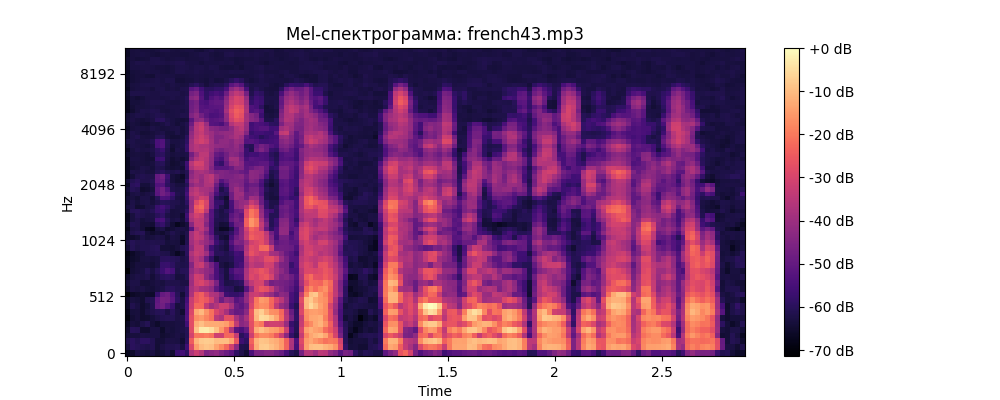 Mel-спектрограмма: french43.mp3
Hz
8192
4096
2048
1024
512
0
0
0.5
1
1.5
2
2.5
Time
+0 dB
-10 dB
-20 dB
-30 dB
-40 dB
-50 dB
-60 dB
-70 dB